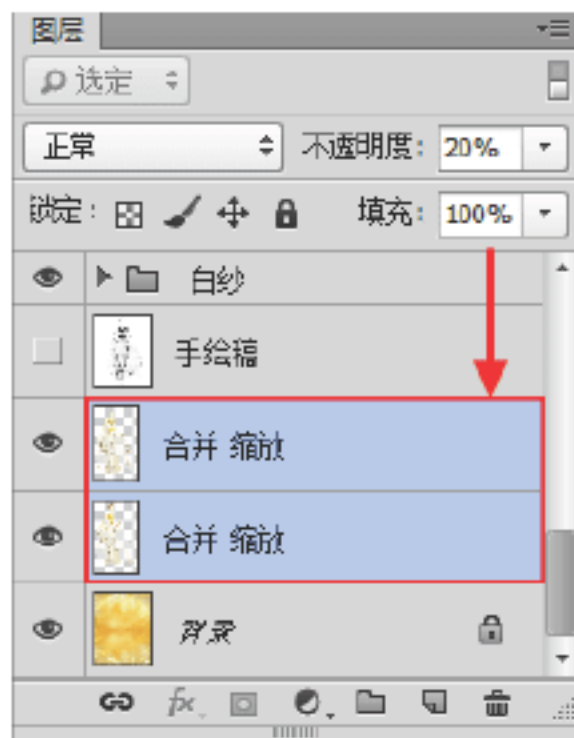 图层
选定
正常 不透明度: 20%
锁定: 填充: 100%
白纱
手绘稿
合并 缩放
合并 缩放
背景
fx